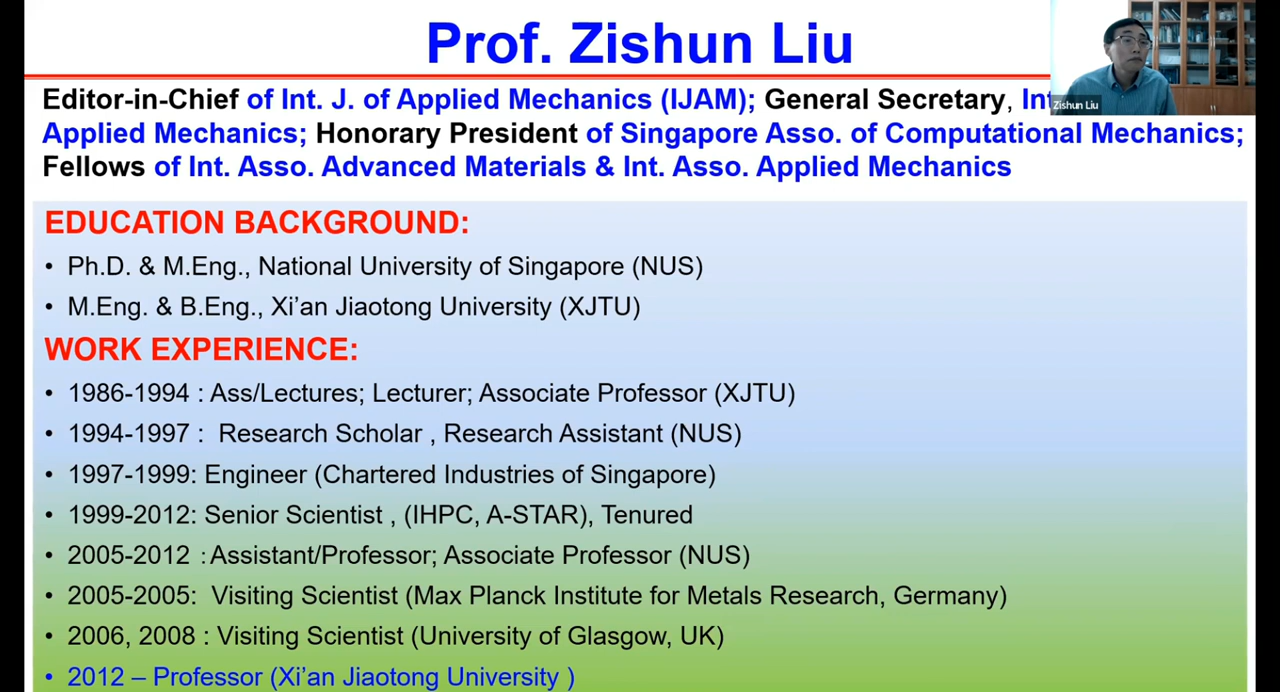 Prof. Zishun Liu
Editor-in-Chief of Int. J. of Applied Mechanics (IJAM); General Secretary, Int
Zishun Liu
Applied Mechanics; Honorary President of Singapore Asso. of Computational Mechanics;
Fellows of Int. Asso. Advanced Materials & Int. Asso. Applied Mechanics
EDUCATION BACKGROUND:
• Ph.D. & M.Eng., National University of Singapore (NUS)
• M.Eng. & B.Eng., Xi’an Jiaotong University (XJTU)
WORK EXPERIENCE:
• 1986-1994 : Ass/Lectures; Lecturer; Associate Professor (XJTU)
• 1994-1997 : Research Scholar , Research Assistant (NUS)
• 1997-1999: Engineer (Chartered Industries of Singapore)
• 1999-2012: Senior Scientist , (IHPC, A-STAR), Tenured
• 2005-2012 : Assistant/Professor; Associate Professor (NUS)
• 2005-2005: Visiting Scientist (Max Planck Institute for Metals Research, Germany)
• 2006, 2008 : Visiting Scientist (University of Glasgow, UK)
• 2012 – Professor (Xi’an Jiaotong University )